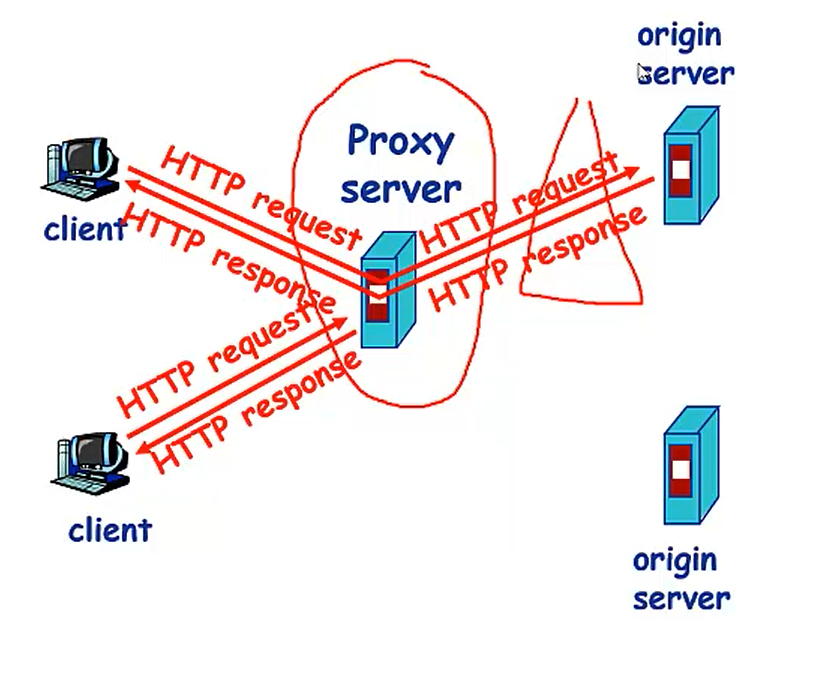 origin
server
Proxy
server
HTTP request
HTTP request
client
HTTP response
HTTP response
HTTP request
HTTP response
client
origin
server